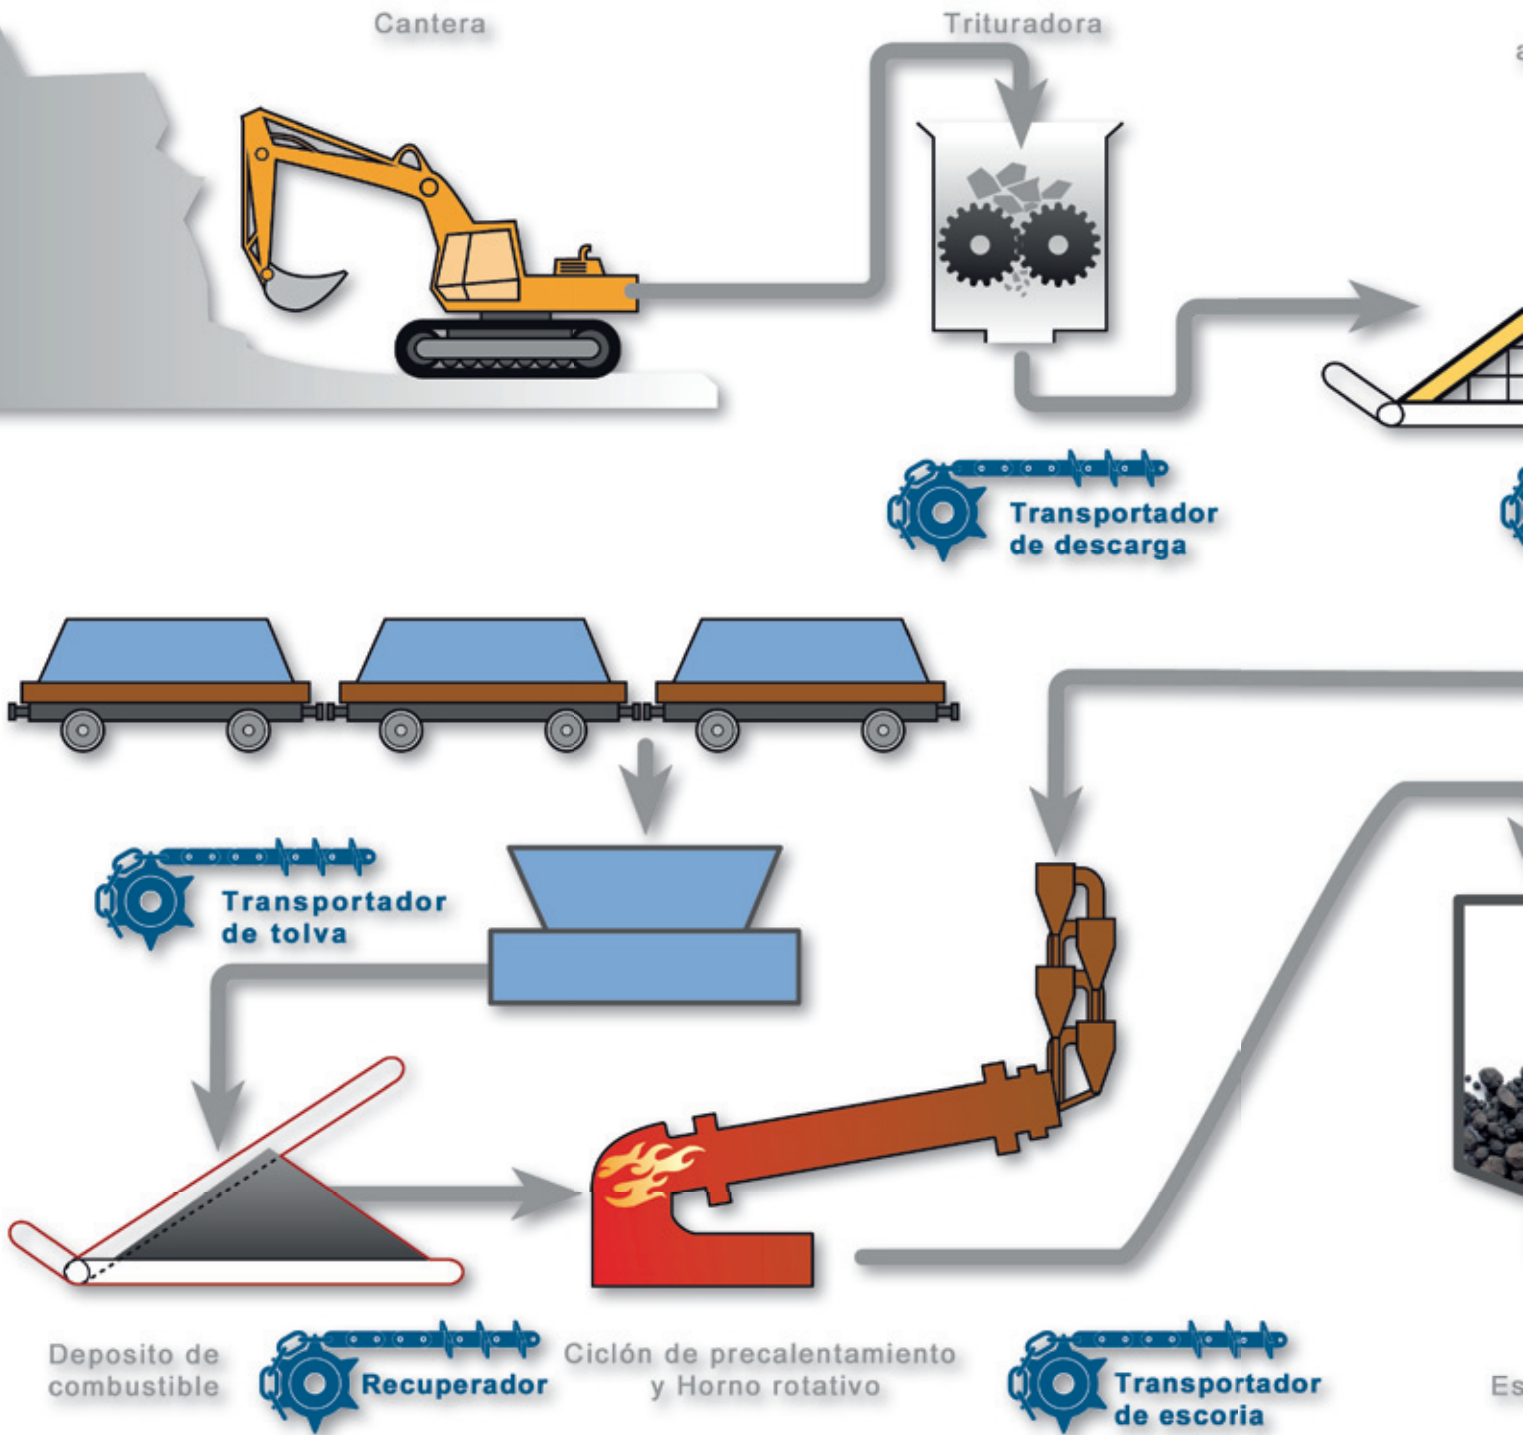 Cantera
Trituradora
Transportador
de descarga
Transportador
de tolva
Deposito de
combustible
Recuperador
Ciclón de precalentamiento
y Horno rotativo
Transportador
de escoria